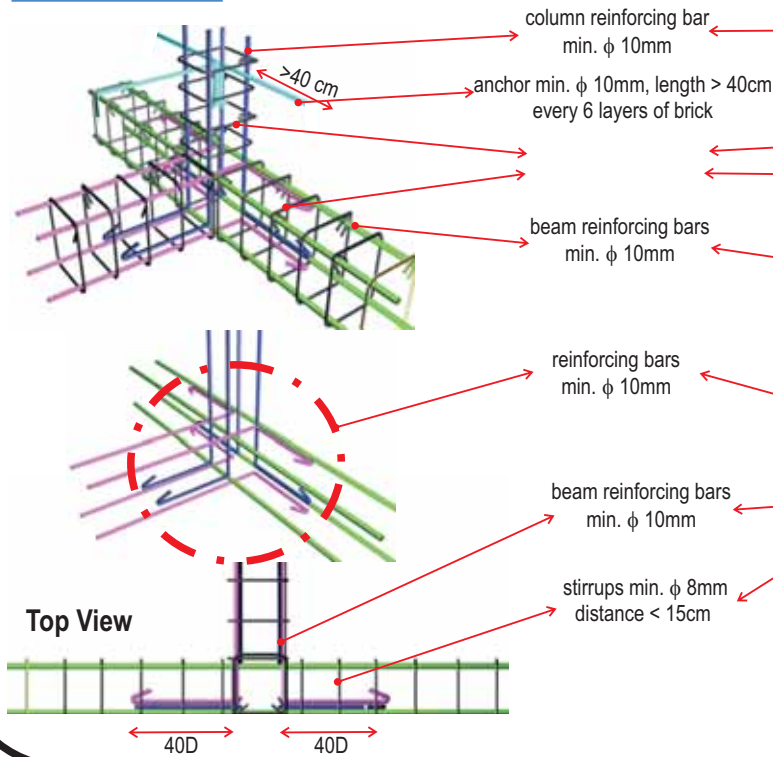 column reinforcing bar
min. ϕ 10mm
>40 cm
anchor min. ϕ 10mm, length > 40cm
every 6 layers of brick
beam reinforcing bars
min. ϕ 10mm
reinforcing bars
min. ϕ 10mm
beam reinforcing bars
min. ϕ 10mm
stirrups min. ϕ 8mm
distance < 15cm
Top View
40D
40D